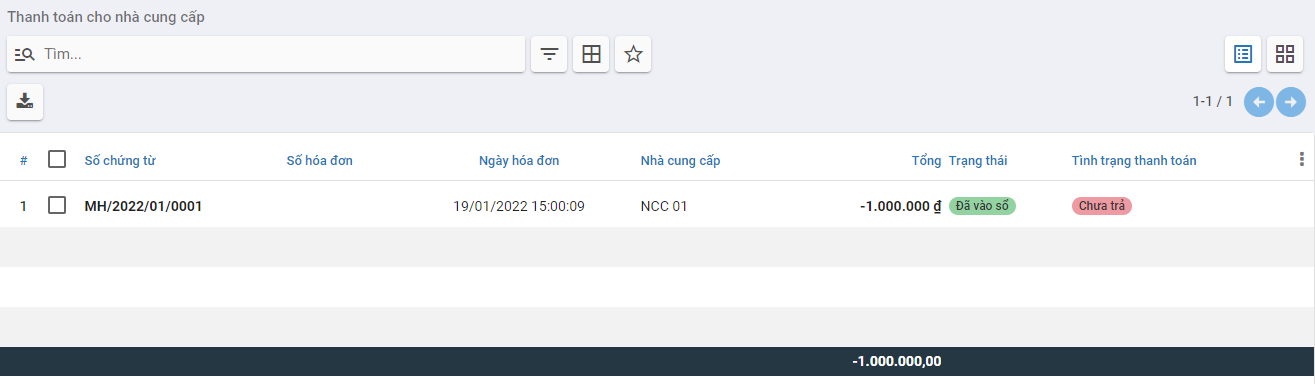 Thanh toán cho nhà cung cấp
Tìm...
1-1 / 1
# Số chứng từ Số hóa đơn Ngày hóa đơn Nhà cung cấp Tổng Trạng thái Tình trạng thanh toán
1 MH/2022/01/0001 19/01/2022 15:00:09 NCC 01 -1.000.000 ₫ Đã vào sổ Chưa trả
-1.000.000,00